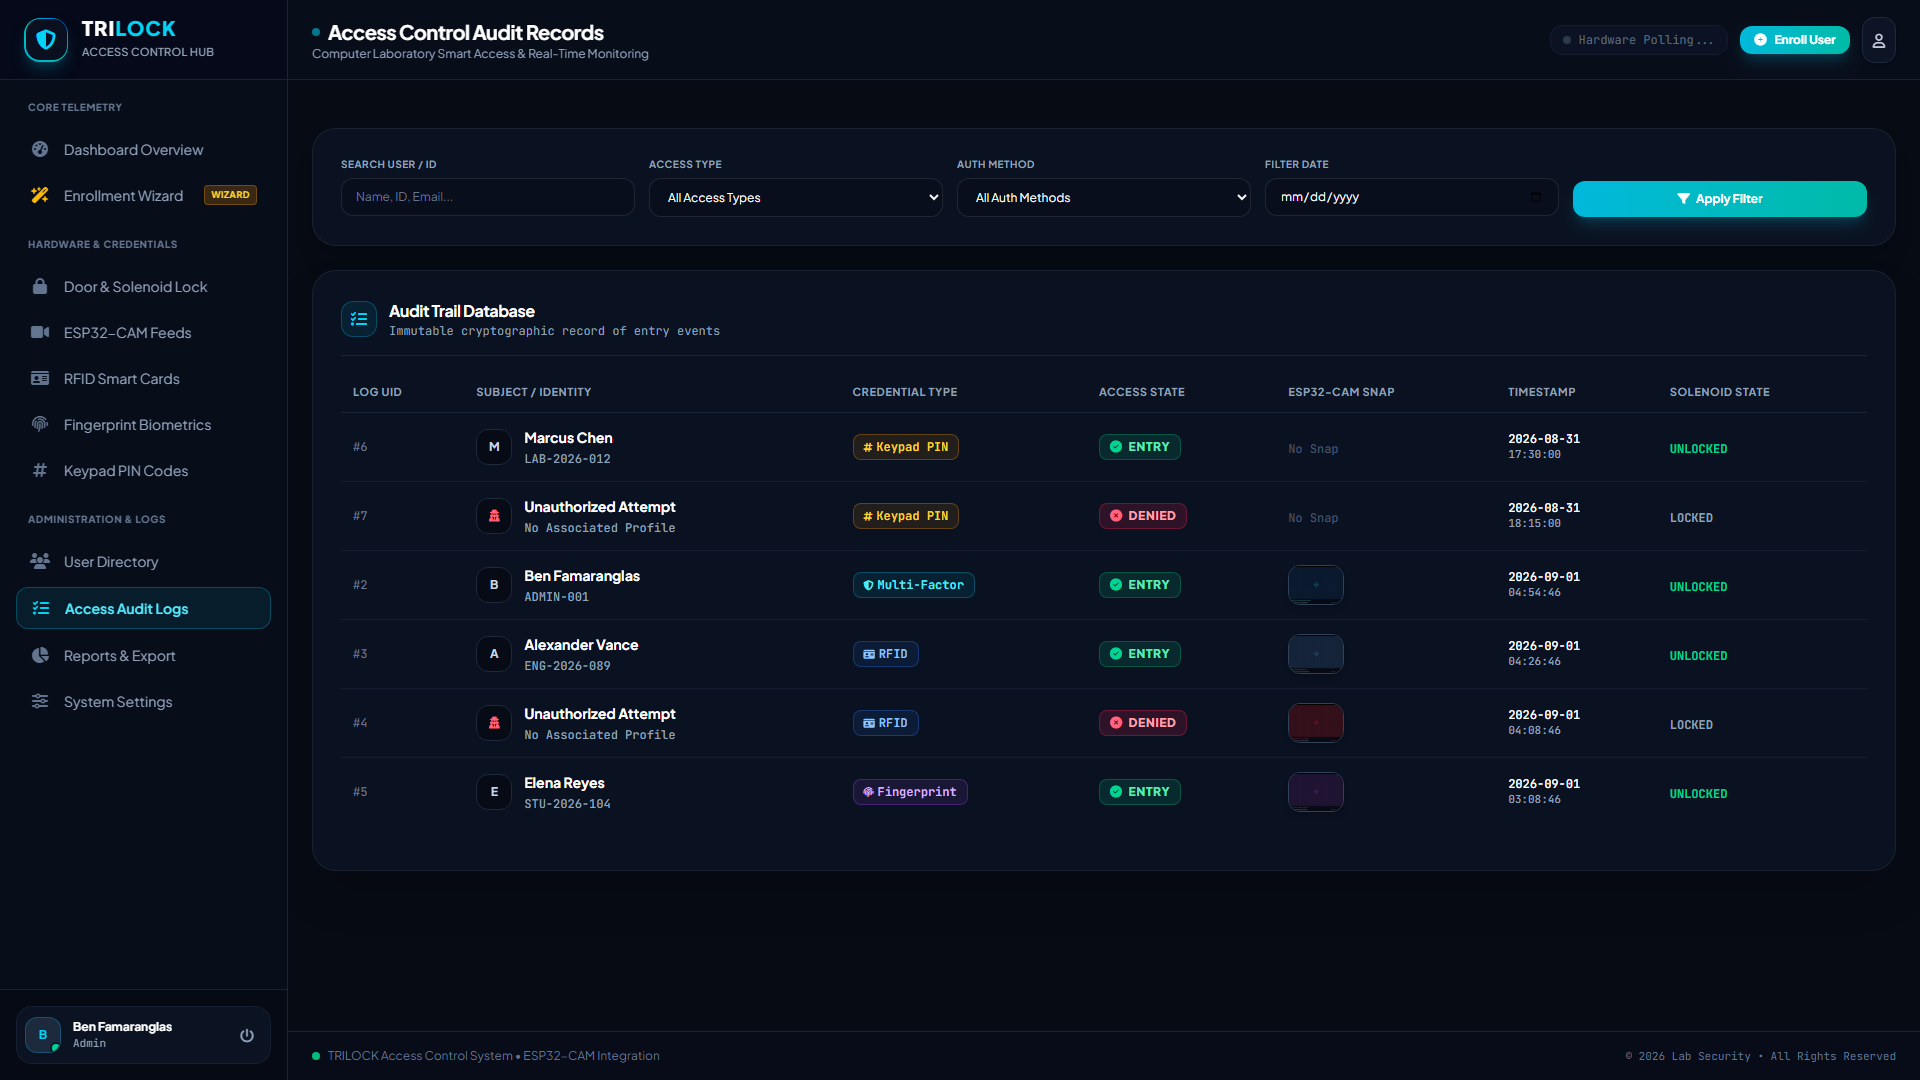 TRILOCK
ACCESS CONTROL HUB
CORE TELEMETRY
Dashboard Overview
Enrollment Wizard WIZARD
HARDWARE & CREDENTIALS
Door & Solenoid Lock
ESP32-CAM Feeds
RFID Smart Cards
Fingerprint Biometrics
Keypad PIN Codes
ADMINISTRATION & LOGS
User Directory
Access Audit Logs
Reports & Export
System Settings
B
Ben Famaranglas
Admin
Access Control Audit Records
Computer Laboratory Smart Access & Real-Time Monitoring
Hardware Polling...
Enroll User
SEARCH USER / ID ACCESS TYPE AUTH METHOD FILTER DATE
Name, ID, Email... All Access Types All Auth Methods mm/dd/yyyy Apply Filter
Audit Trail Database
Immutable cryptographic record of entry events
LOG UID SUBJECT / IDENTITY CREDENTIAL TYPE ACCESS STATE ESP32-CAM SNAP TIMESTAMP SOLENOID STATE
#6 M Marcus Chen # Keypad PIN ENTRY No Snap 2026-08-31 UNLOCKED
LAB-2026-012 17:30:00
#7 Unauthorized Attempt # Keypad PIN DENIED No Snap 2026-08-31 LOCKED
No Associated Profile 18:15:00
#2 B Ben Famaranglas Multi-Factor ENTRY 2026-09-01 UNLOCKED
ADMIN-001 04:54:46
#3 A Alexander Vance RFID ENTRY 2026-09-01 UNLOCKED
ENG-2026-089 04:26:46
#4 Unauthorized Attempt RFID DENIED 2026-09-01 LOCKED
No Associated Profile 04:08:46
#5 E Elena Reyes Fingerprint ENTRY 2026-09-01 UNLOCKED
STU-2026-104 03:08:46
TRILOCK Access Control System • ESP32-CAM Integration
© 2026 Lab Security • All Rights Reserved